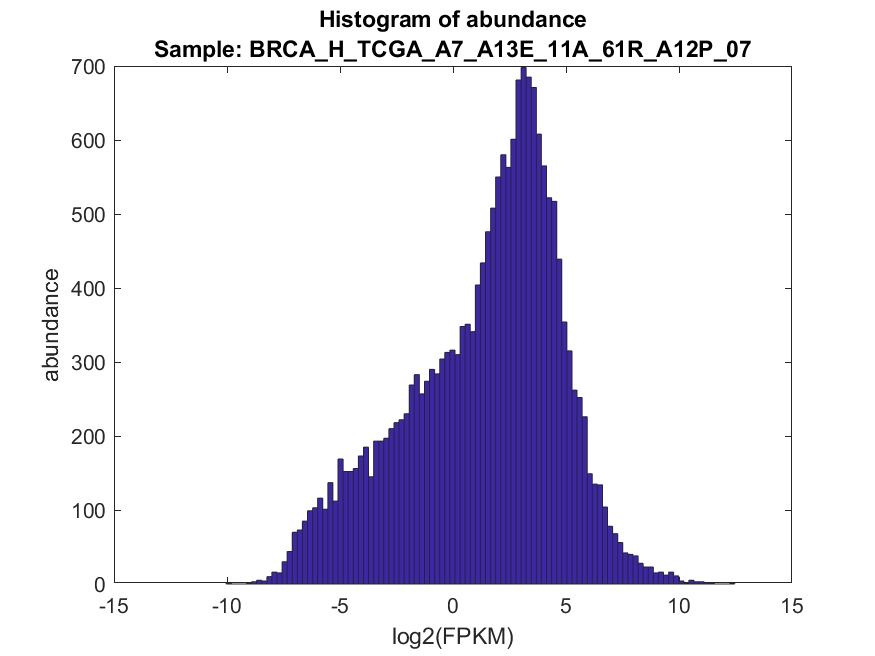 Histogram of abundance
Sample: BRCA_H_TCGA_A7_A13E_11A_61R_A12P_07
700
600
500
400
300
200
100
0
abundance
-15 -10 -5 0 5 10 15
log2(FPKM)